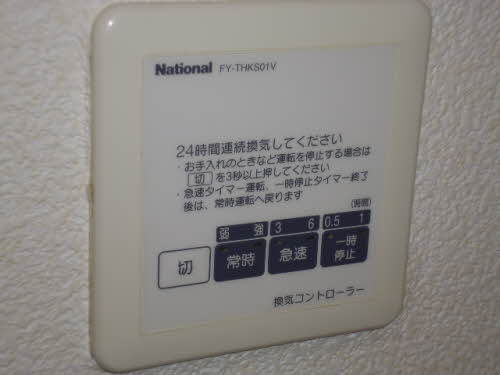 National FY-THKS01V
24時間連続換気してください
・お手入れのときなど運転を停止する場合は
切 を3秒以上押してください
・急速タイマー運転、一時停止タイマー終了
後は、常時運転へ戻ります
(時間)
弱 強 3 6 0.5 1
切 常時 急速 一時
停止
換気コントローラー